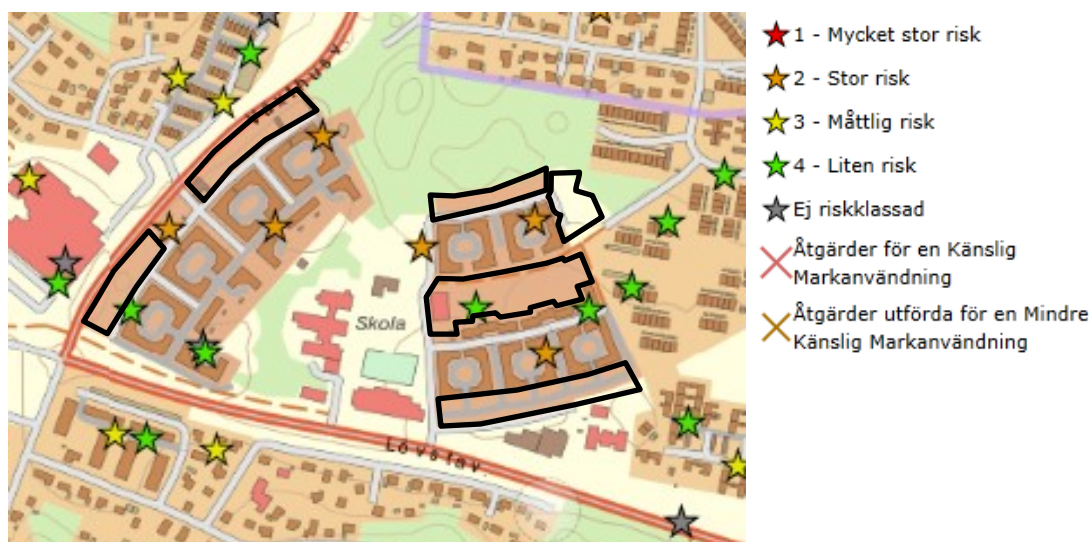 1 - Mycket stor risk
2 - Stor risk
3 - Måttlig risk
4 - Liten risk
Ej riskklassad
Åtgärder för en Känslig
Markanvändning
Åtgärder utförda för en Mindre
Känslig Markanvändning
Skola
Lövstav.